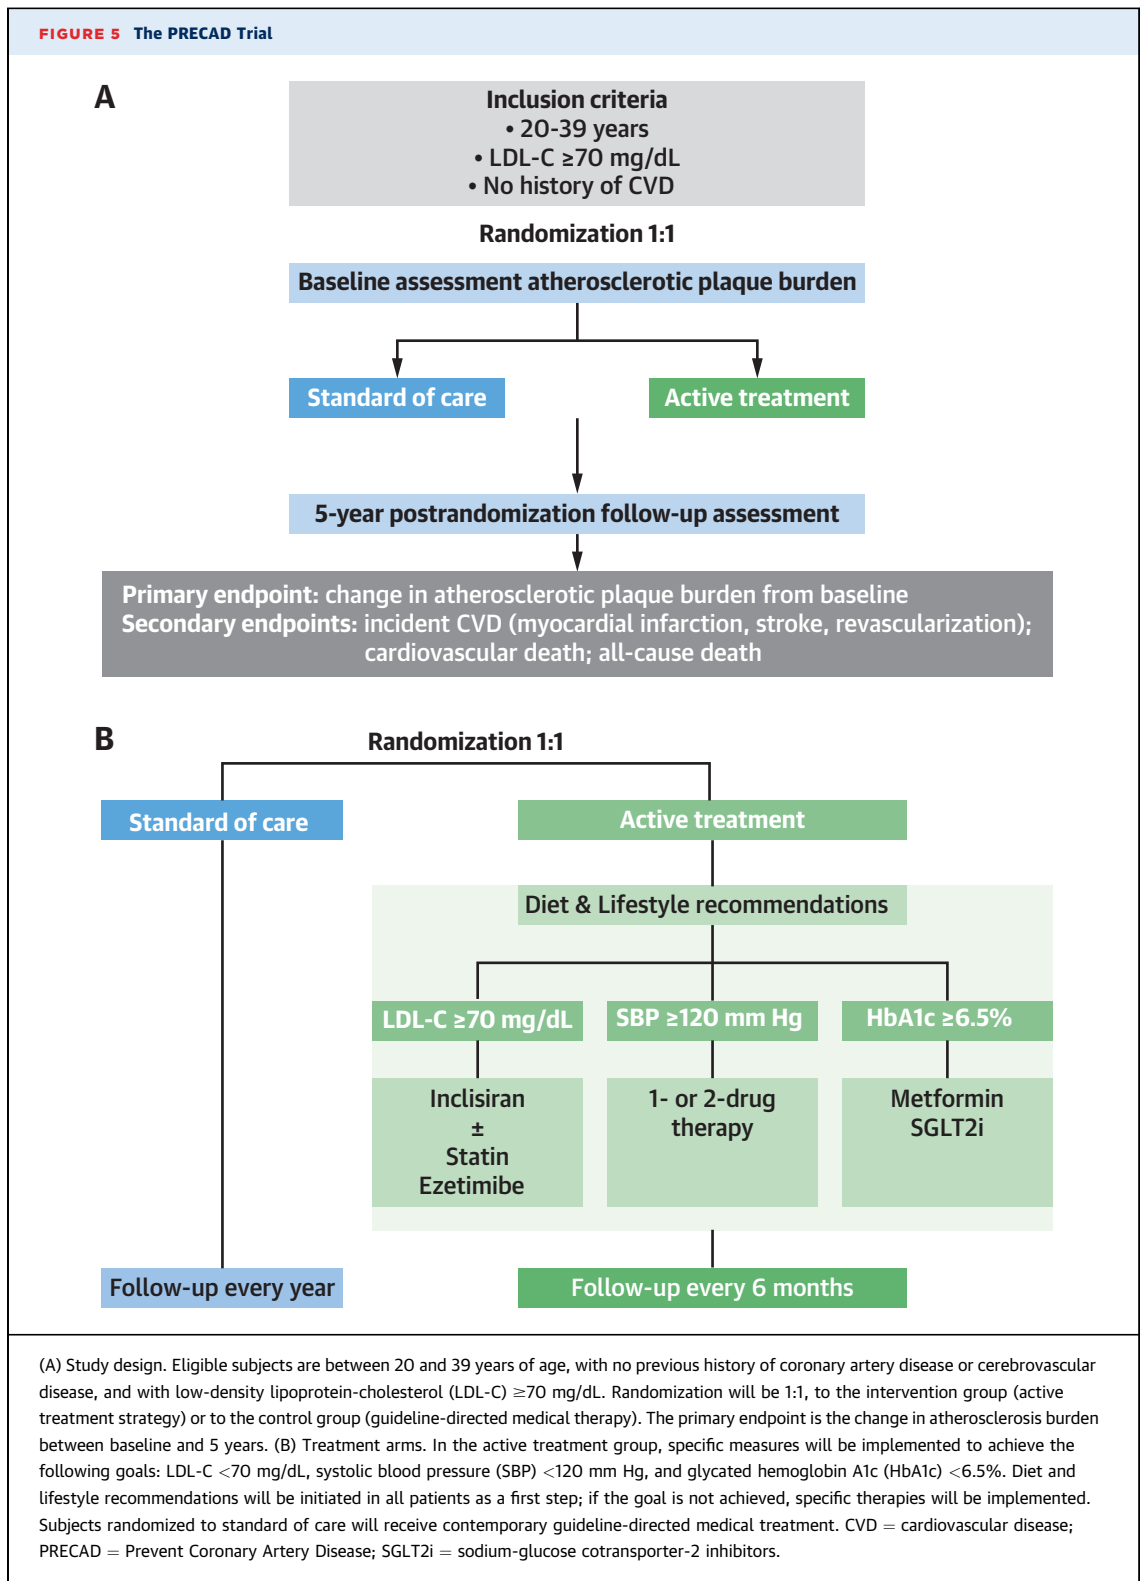 FIGURE 5 The PRECAD Trial
A
Inclusion criteria
• 20-39 years
• LDL-C ≥70 mg/dL
• No history of CVD
Randomization 1:1
Baseline assessment atherosclerotic plaque burden
Standard of care
Active treatment
5-year postrandomization follow-up assessment
Primary endpoint: change in atherosclerotic plaque burden from baseline
Secondary endpoints: incident CVD (myocardial infarction, stroke, revascularization);
cardiovascular death; all-cause death
B
Randomization 1:1
Standard of care
Active treatment
Diet & Lifestyle recommendations
LDL-C ≥70 mg/dL
SBP ≥120 mm Hg
HbA1c ≥6.5%
Inclisiran
±
Statin
Ezetimibe
1- or 2-drug
therapy
Metformin
SGLT2i
Follow-up every year
Follow-up every 6 months
(A) Study design. Eligible subjects are between 20 and 39 years of age, with no previous history of coronary artery disease or cerebrovascular
disease, and with low-density lipoprotein-cholesterol (LDL-C) ≥70 mg/dL. Randomization will be 1:1, to the intervention group (active
treatment strategy) or to the control group (guideline-directed medical therapy). The primary endpoint is the change in atherosclerosis burden
between baseline and 5 years. (B) Treatment arms. In the active treatment group, specific measures will be implemented to achieve the
following goals: LDL-C <70 mg/dL, systolic blood pressure (SBP) <120 mm Hg, and glycated hemoglobin A1c (HbA1c) <6.5%. Diet and
lifestyle recommendations will be initiated in all patients as a first step; if the goal is not achieved, specific therapies will be implemented.
Subjects randomized to standard of care will receive contemporary guideline-directed medical treatment. CVD = cardiovascular disease;
PRECAD = Prevent Coronary Artery Disease; SGLT2i = sodium-glucose cotransporter-2 inhibitors.